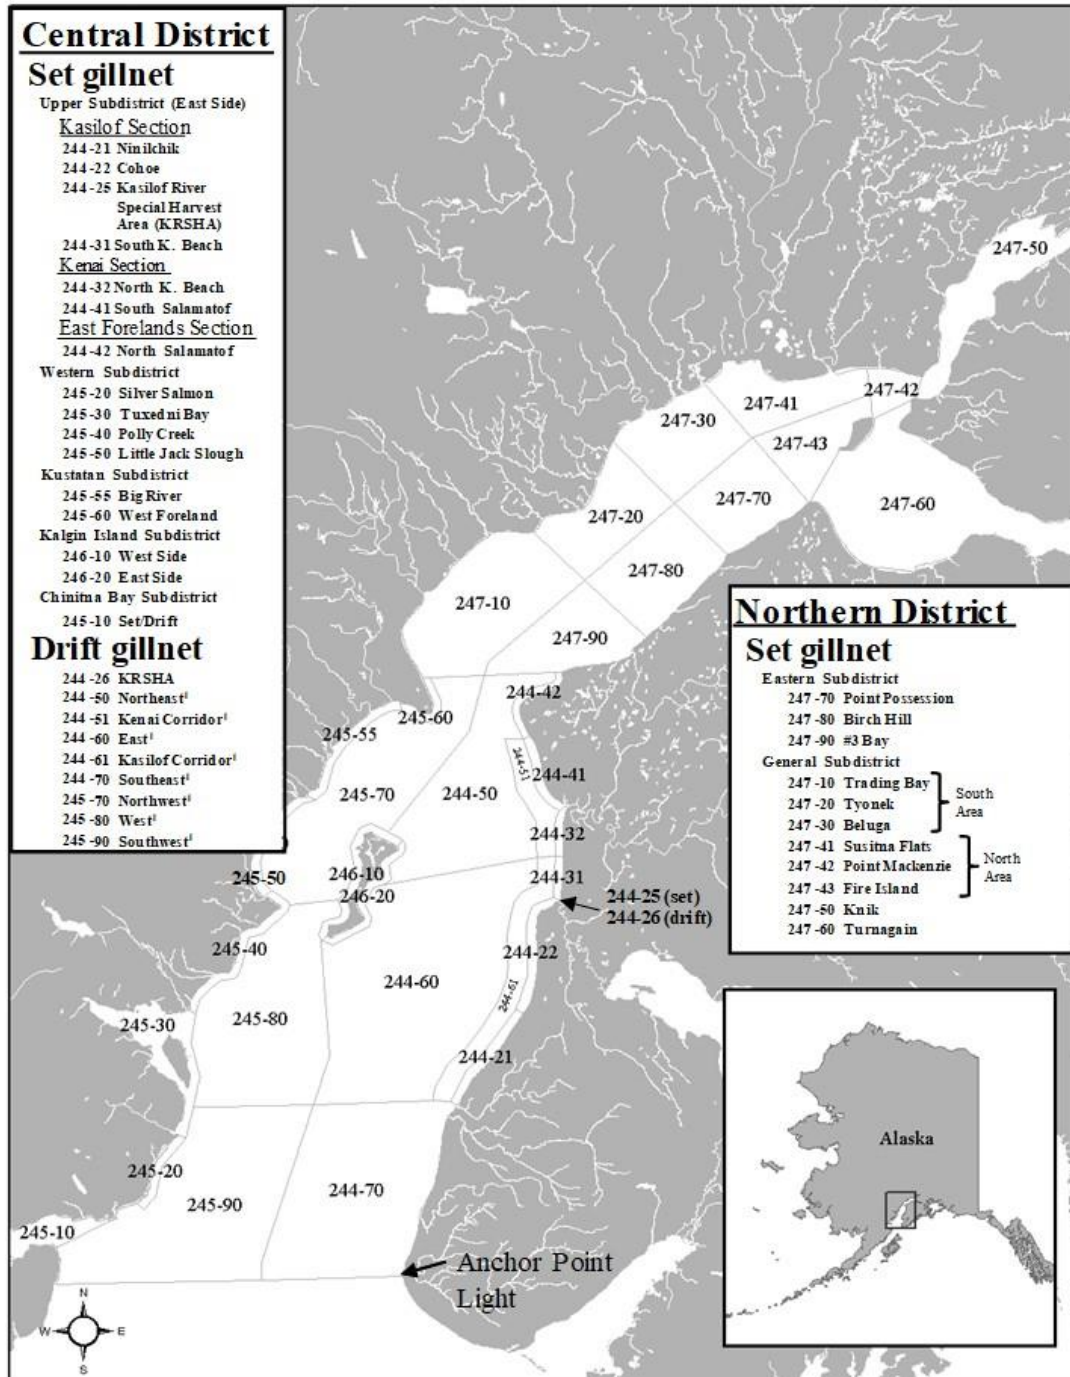 Central District
Set gillnet
Upper Subdistrict (East Side)
Kasilof Section
244-21 Ninilchik
244-22 Cohoe
244-25 Kasilof River
Special Harvest
Area (KRSHA)
244-31 South K. Beach
Kenai Section
244-32 North K. Beach
244-41 South Salamatof
East Forelands Section
244-42 North Salamatof
Western Subdistrict
245-20 Silver Salmon
245-30 Tuxedni Bay
245-40 Polly Creek
245-50 Little Jack Slough
Kustatan Subdistrict
245-55 Big River
245-60 West Foreland
Kalgin Island Subdistrict
246-10 West Side
246-20 East Side
Chinitna Bay Subdistrict
245-10 Set/Drift
Drift gillnet
244-26 KRSHA
244-50 Northeast
244-51 Kenai Corridor
244-60 East
244-61 Kasilof Corridor
244-70 Southeast
245-70 Northwest
245-80 West
245-90 Southwest
247-50
247-42
247-41
247-30
247-43
247-70
247-60
247-20
247-80
247-10
247-90
244-42
245-60
245-55
244-51
244-41
245-70
244-50
244-32
246-10
245-50
246-20
244-31
244-25 (set)
244-26 (drift)
245-40
244-22
244-60
244-61
245-80
245-30
244-21
245-20
244-70
245-90
245-10
Anchor Point
Light
N
W
E
S
Northern District
Set gillnet
Eastern Subdistrict
247-70 Point Possession
247-80 Birch Hill
247-90 #3 Bay
General Subdistrict
247-10 Trading Bay
247-20 Tyonek
247-30 Beluga
South
Area
247-41 Susitna Flats
247-42 Point Mackenzie
247-43 Fire Island
North
Area
247-50 Knik
247-60 Turnagain
Alaska